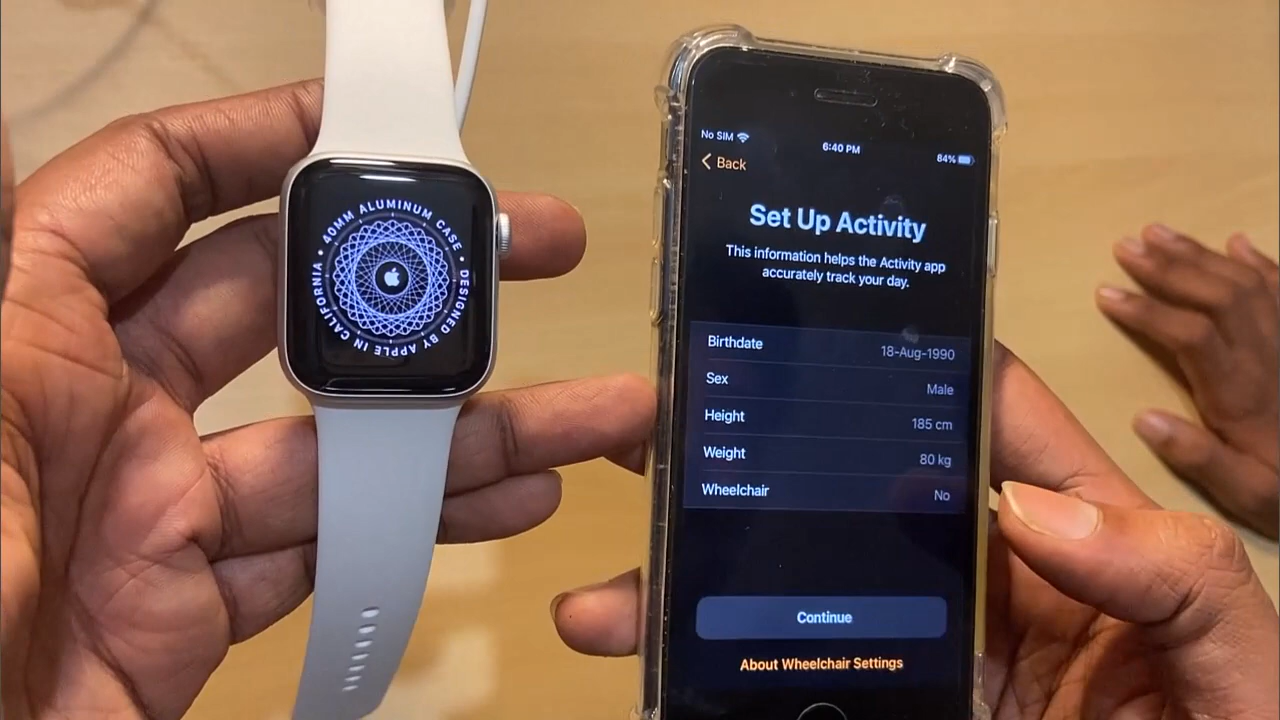 40MM ALUMINUM CASE • DESIGNED BY APPLE IN CALIFORNIA •
No SIM
6:40 PM
84%
Back
Set Up Activity
This information helps the Activity app
accurately track your day.
Birthdate 18-Aug-1990
Sex Male
Height 185 cm
Weight 80 kg
Wheelchair No
Continue
About Wheelchair Settings